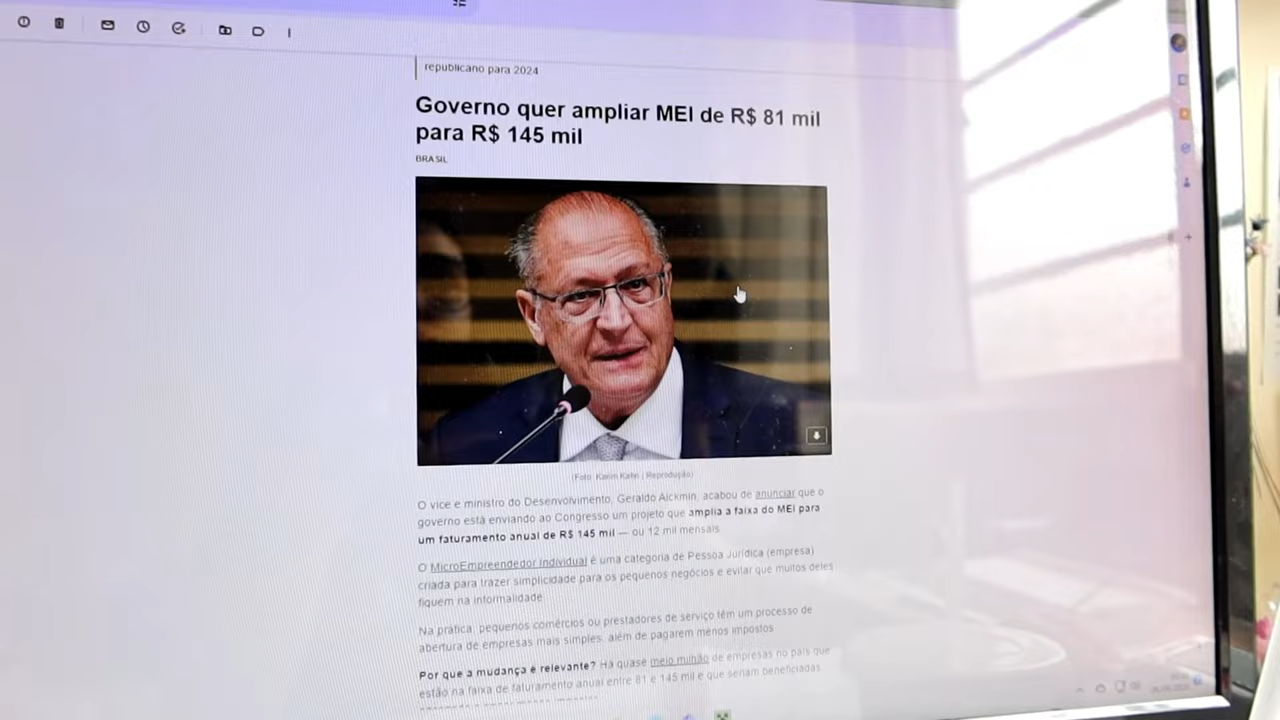 republicano para 2024
Governo quer ampliar MEI de R$ 81 mil
para R$ 145 mil
BRASIL
(Foto: Karim Kahn | Reprodução)
O vice e ministro do Desenvolvimento, Geraldo Alckmin, acabou de anunciar que o
governo está enviando ao Congresso um projeto que amplia a faixa do MEI para
um faturamento anual de R$ 145 mil — ou 12 mil mensais.
O MicroEmpreendedor Individual é uma categoria de Pessoa Jurídica (empresa)
criada para trazer simplicidade para os pequenos negócios e evitar que muitos deles
fiquem na informalidade.
Na prática, pequenos comércios ou prestadores de serviço têm um processo de
abertura de empresas mais simples, além de pagarem menos impostos.
Por que a mudança é relevante? Há quase meio milhão de empresas no país que
estão na faixa de faturamento anual entre 81 e 145 mil e que seriam beneficiadas